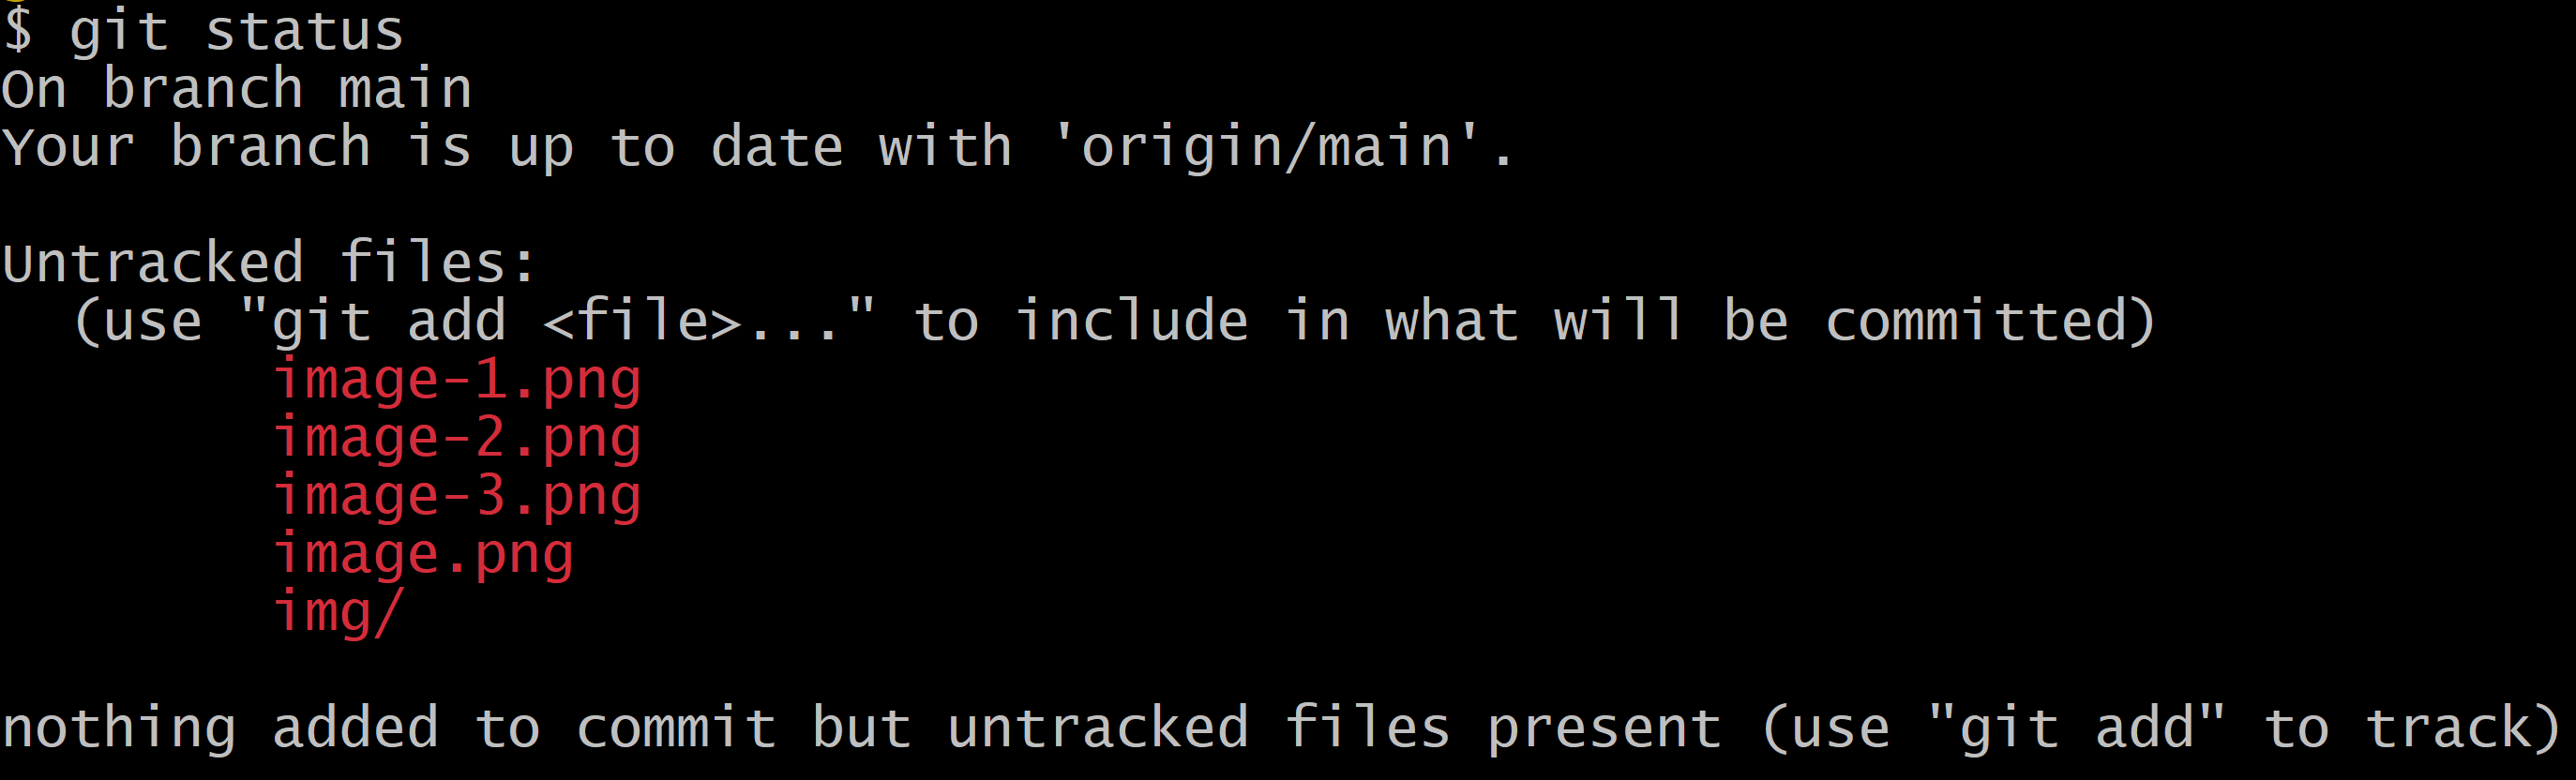 $ git status
On branch main
Your branch is up to date with 'origin/main'.
Untracked files:
(use "git add <file>..." to include in what will be committed)
image-1.png
image-2.png
image-3.png
image.png
img/
nothing added to commit but untracked files present (use "git add" to track)